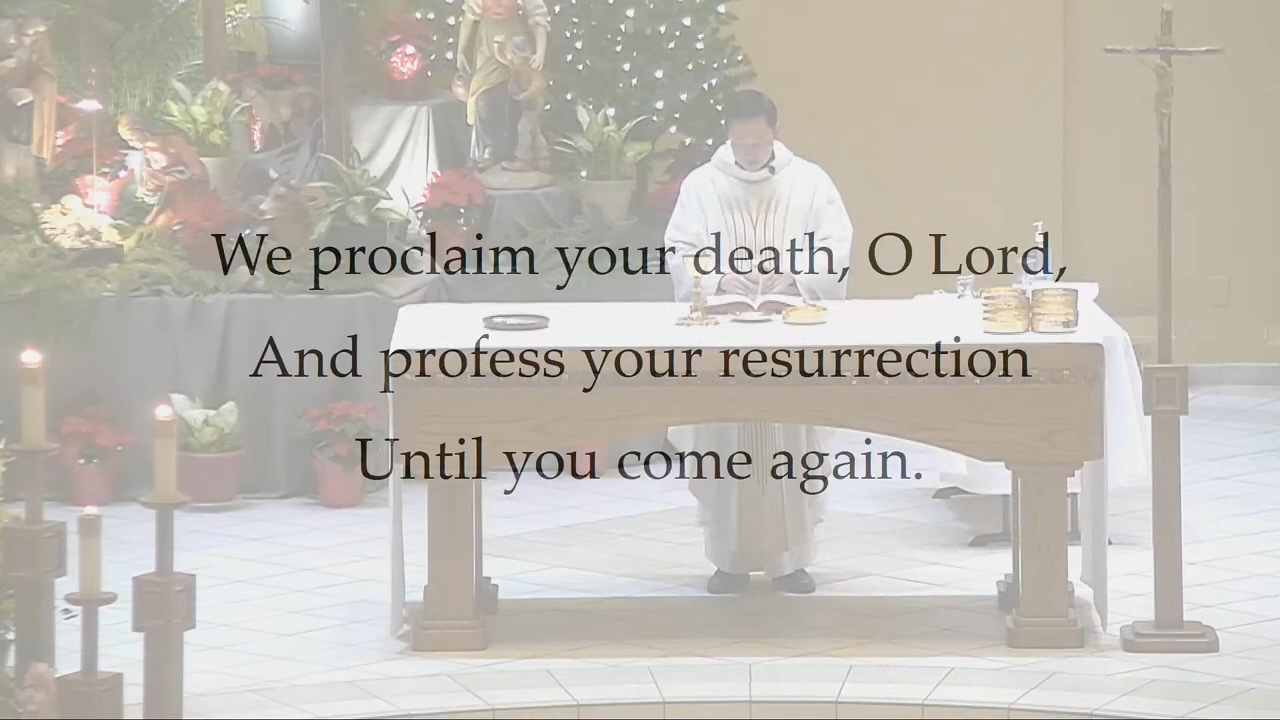 We proclaim your death, O Lord,
And profess your resurrection
Until you come again.